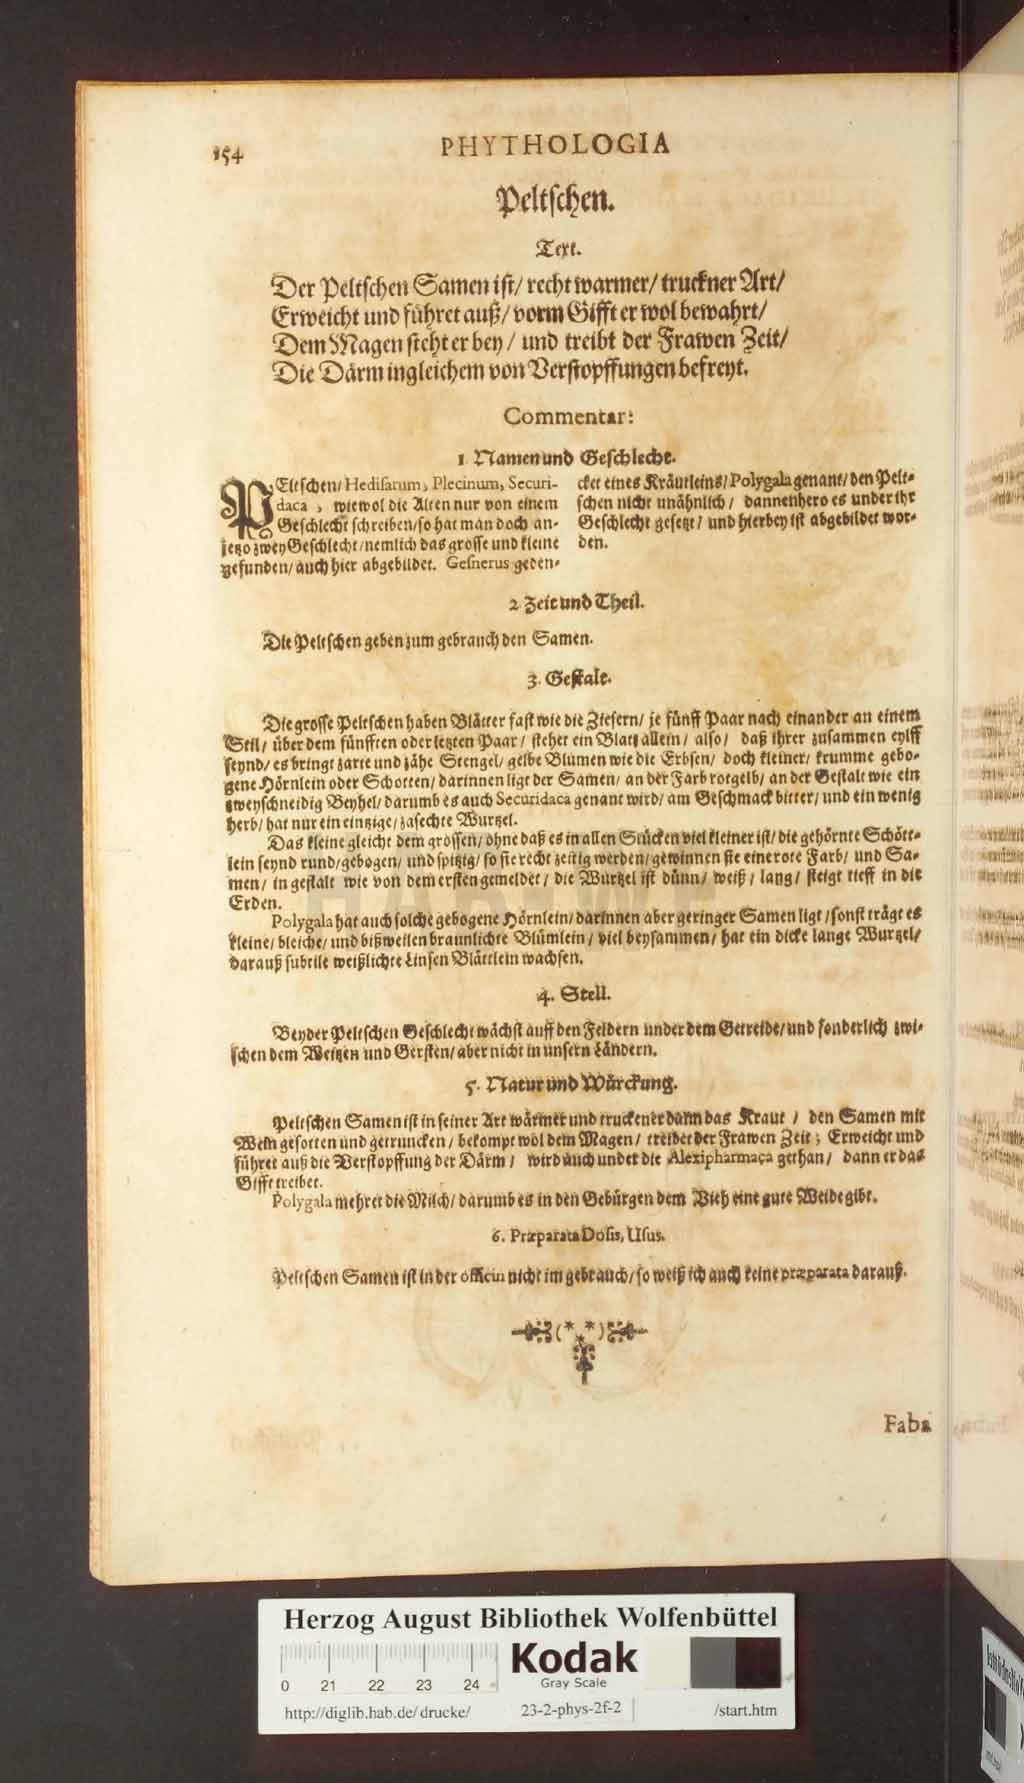 154
PHYTHOLOGIA
Peltschen.
Text.
Der Peltschen Samen ist/ recht warmer/ truckner Art/
Erweicht und führet auß/ vorm Gifft er wol bewahrt/
Dem Magen steht er bey/ und treibt der Frawen Zeit/
Die Därm ingleichem von Verstopffungen befreyt.
Commentar:
1 Namen und Geschlecht.
PEltschen/ Hedisarum, Plecinum, Securi-
daca, wiewol die Alten nur von einem
Geschlecht schreiben/ so hat man doch an-
jetzo zwey Geschlecht/ nemlich das grosse und kleine
gefunden/ auch hier abgebildet. Gesnerus geden-
cket eines Kräutleins/ Polygala genant/ den Pelt-
schen nicht unähnlich/ dannenhero es under ihr
Geschlecht gesetzt/ und hierbey ist abgebildet wor-
den.
2. Zeit und Theil.
Die Peltschen geben zum gebrauch den Samen.
3. Gestalt.
Die grosse Peltschen haben Blätter fast wie die Ziesern/ je fünff Paar nach einander an einem
Stil/ über dem fünfften oder letzten Paar/ stehet ein Blatt allein/ also/ daß ihrer zusammen eylff
seynd/ es bringt zarte und zähe Stengel/ gelbe Blumen wie die Erbsen/ doch kleiner/ krumme gebo-
gene Hörnlein oder Schotten/ darinnen ligt der Samen/ an der Farb rotgelb/ an der Gestalt wie ein
zweyschneidig Beyhel/ darumb es auch Securidaca genant wird/ am Geschmack bitter/ und ein wenig
herb/ hat nur ein eintzige/ zasechte Wurtzel.
Das kleine gleicht dem grossen/ ohne daß es in allen Stücken viel kleiner ist/ die gehörnte Schött-
lein seynd rund/ gebogen/ und spitzig/ so sie recht zeitig werden/ gewinnen sie eine rote Farb/ und Sa-
men/ in gestalt wie von dem ersten gemeldet/ die Wurtzel ist dünn/ weiß/ lang/ steigt tieff in die
Erden.
Polygala hat auch solche gebogene Hörnlein/ darinnen aber geringer Samen ligt/ sonst trägt es
kleine/ bleiche/ und bißweilen braunlichte Blümlein/ viel beysammen/ hat ein dicke lange Wurtzel/
darauß subtile weißlichte Linsen Blättlein wachsen.
4. Stell.
Beyder Peltschen Geschlecht wächst auff den Feldern under dem Getreide/ und sonderlich zwi-
schen dem Weitzen und Gersten/ aber nicht in unsern Ländern.
5. Natur und Würckung.
Peltschen Samen ist in seiner Art wärmer und truckener dann das Kraut/ den Samen mit
Wein gesotten und getruncken/ bekompt wol dem Magen/ treibet der Frawen Zeit; Erweicht und
führet auß die Verstopffung der Därm/ wird auch undet die Alexipharmaca gethan/ dann er das
Gifft treibet.
Polygala mehret die Milch/ darumb es in den Gebürgen dem Vieh eine gute Weide gibt.
6. Præparata Dosis, Usus.
Peltschen Samen ist in der officin nicht im gebrauch/ so weiß ich auch keine præparata darauß.
Faba
HAB-WF
Herzog August Bibliothek Wolfenbüttel
0 21 22 23 24
Kodak
Gray Scale
http://diglib.hab.de/drucke/ 23-2-phys-2f-2 /start.htm